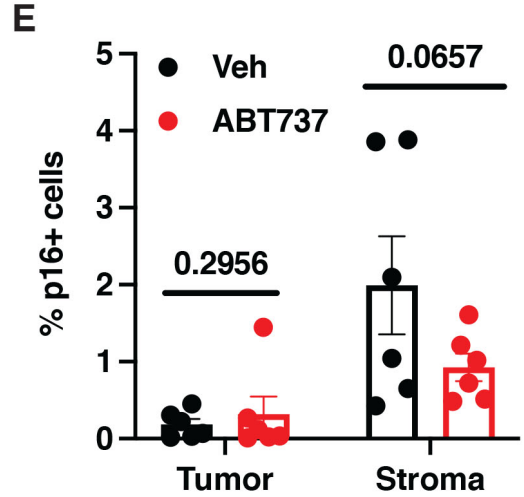 E
5
4
3
2
1
0
% p16+ cells
Veh
ABT737
0.2956
0.0657
Tumor
Stroma